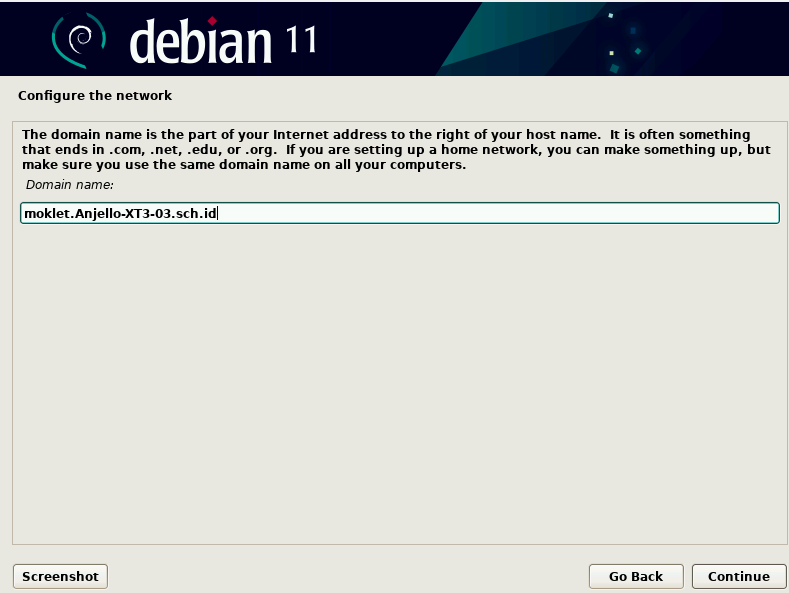 debian 11
Configure the network
The domain name is the part of your Internet address to the right of your host name.  It is often something
that ends in .com, .net, .edu, or .org.  If you are setting up a home network, you can make something up, but
make sure you use the same domain name on all your computers.
Domain name:
moklet.Anjello-XT3-03.sch.id
Screenshot
Go Back
Continue